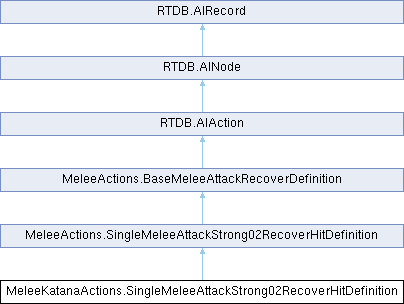 RTDB.AIRecord
RTDB.AINode
RTDB.AIAction
MeleeActions.BaseMeleeAttackRecoverDefinition
MeleeActions.SingleMeleeAttackStrong02RecoverHitDefinition
MeleeKatanaActions.SingleMeleeAttackStrong02RecoverHitDefinition